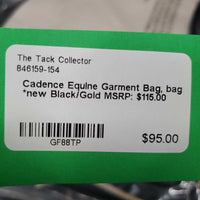 The Tack Collector
846159-154
Cadence Equine Garment Bag, bag
*new Black/Gold MSRP: $115.00
$95.00
GF88TP